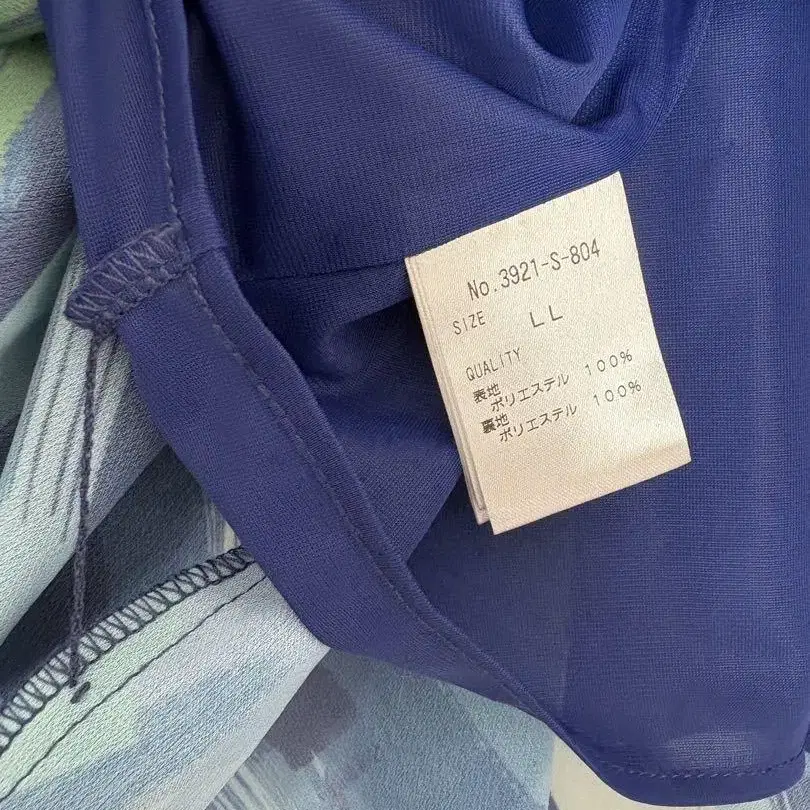 No.3921-S-804
SIZE LL
QUALITY
表地
ポリエステル 100%
裏地
ポリエステル 100%